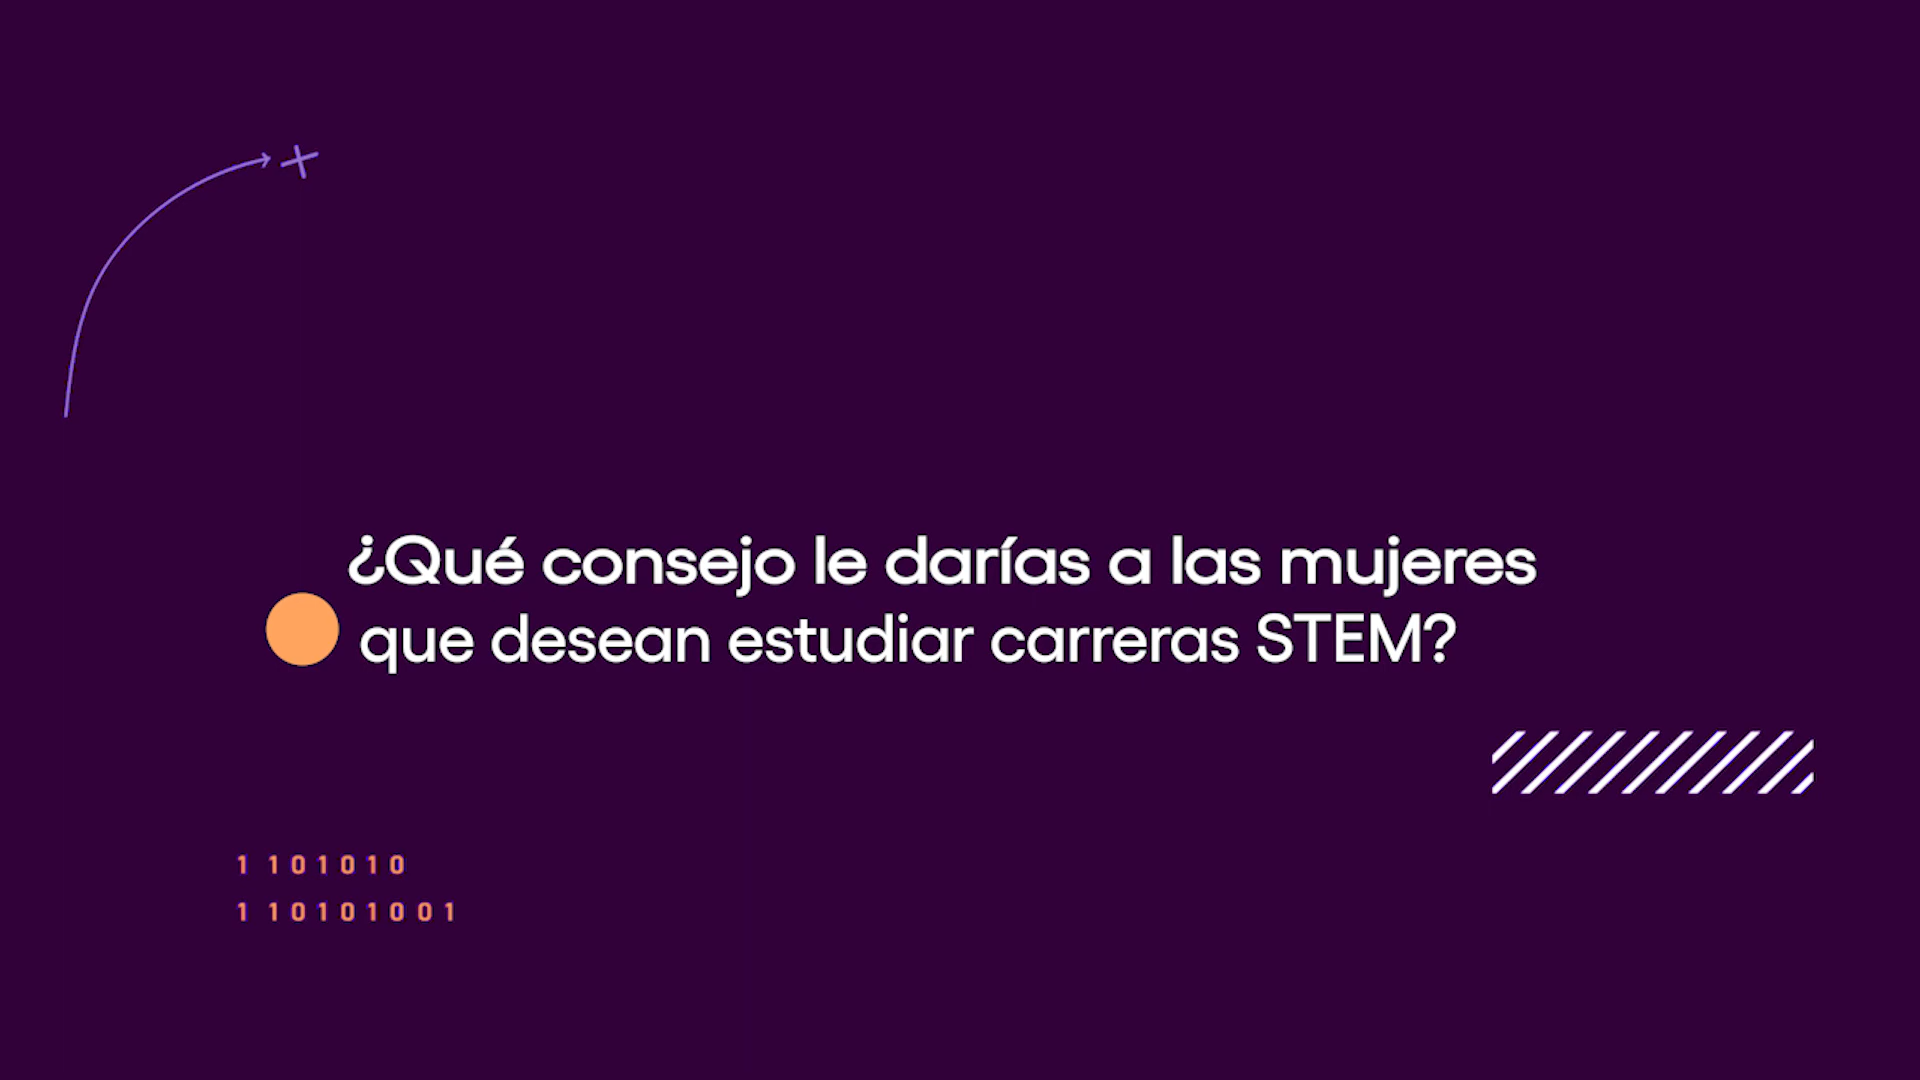 ¿Qué consejo le darías a las mujeres
que desean estudiar carreras STEM?
1 101010
1 10101001